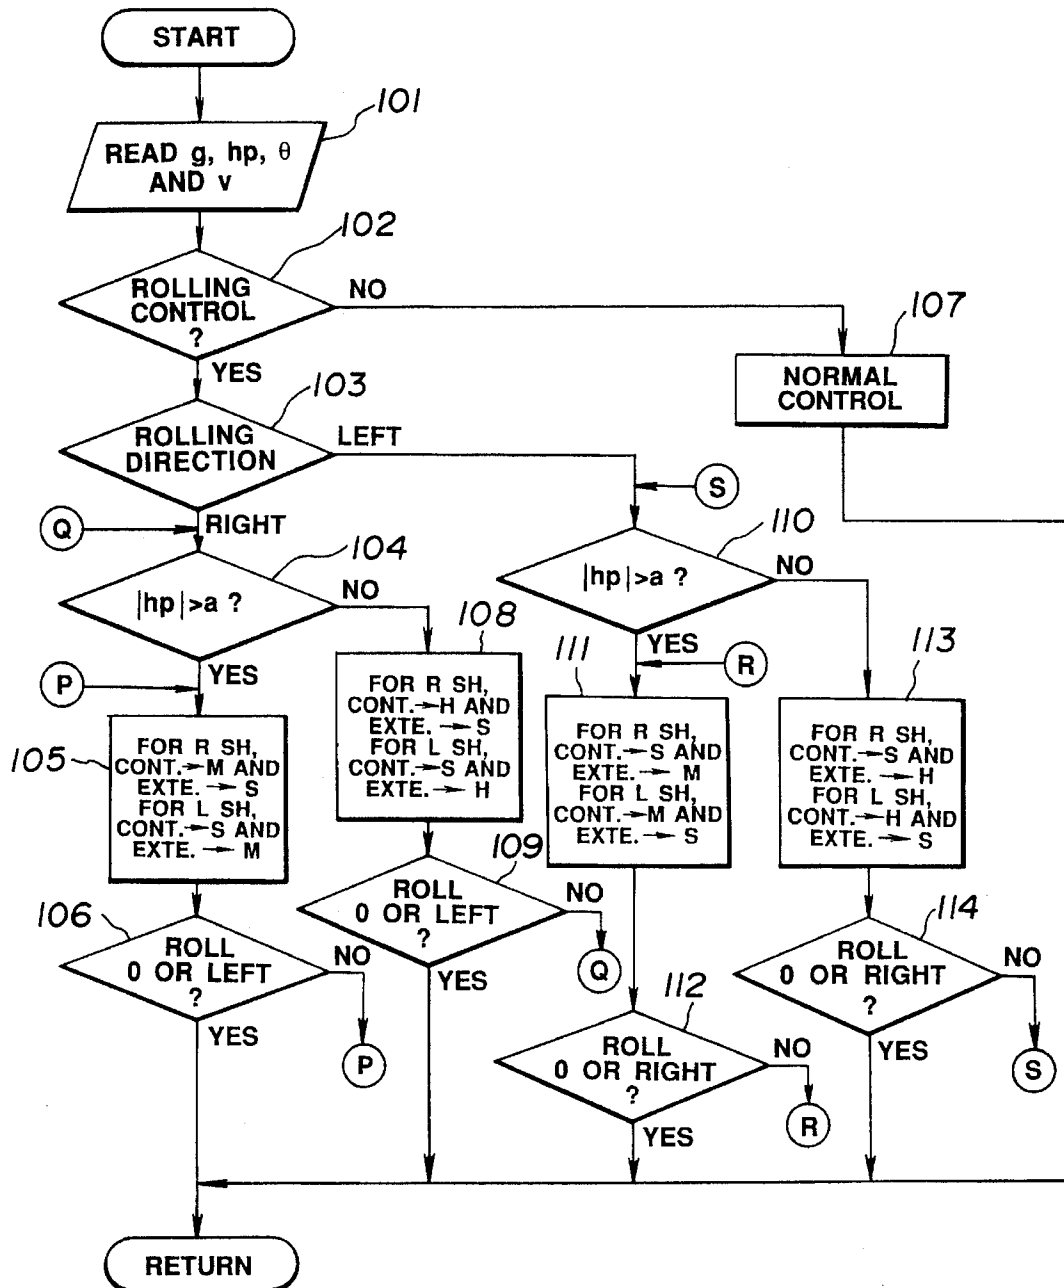 START
101
READ g, hp, θ
AND v
102
ROLLING
CONTROL
?
NO
YES
107
NORMAL
CONTROL
103
ROLLING
DIRECTION
LEFT
RIGHT
Q
S
104
|hp|>a ?
NO
YES
P
110
|hp|>a ?
NO
YES
R
105
FOR R SH,
CONT.→M AND
EXTE.→ S
FOR L SH,
CONT.→S AND
EXTE.→ M
108
FOR R SH,
CONT.→H AND
EXTE.→ S
FOR L SH,
CONT.→S AND
EXTE.→ H
111
FOR R SH,
CONT.→S AND
EXTE.→ M
FOR L SH,
CONT.→M AND
EXTE.→ S
113
FOR R SH,
CONT.→S AND
EXTE.→ H
FOR L SH,
CONT.→H AND
EXTE.→ S
106
ROLL
0 OR LEFT
?
NO
YES
P
109
ROLL
0 OR LEFT
?
NO
YES
Q
112
ROLL
0 OR RIGHT
?
NO
YES
R
114
ROLL
0 OR RIGHT
?
NO
YES
S
RETURN